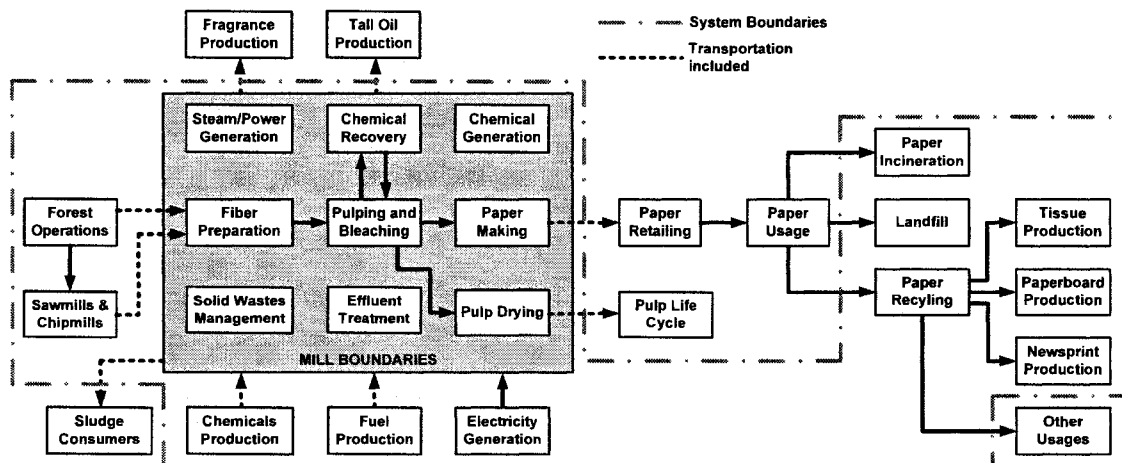 Fragrance
Production
Tall Oil
Production
System Boundaries
Transportation
included
Steam/Power
Generation
Chemical
Recovery
Chemical
Generation
Paper
Incineration
Forest
Operations
Fiber
Preparation
Pulping and
Bleaching
Paper
Making
Paper
Retailing
Paper
Usage
Landfill
Tissue
Production
Sawmills &
Chipmills
Solid Wastes
Management
Effluent
Treatment
Pulp Drying
Pulp Life
Cycle
Paper
Recyling
Paperboard
Production
MILL BOUNDARIES
Newsprint
Production
Sludge
Consumers
Chemicals
Production
Fuel
Production
Electricity
Generation
Other
Usages